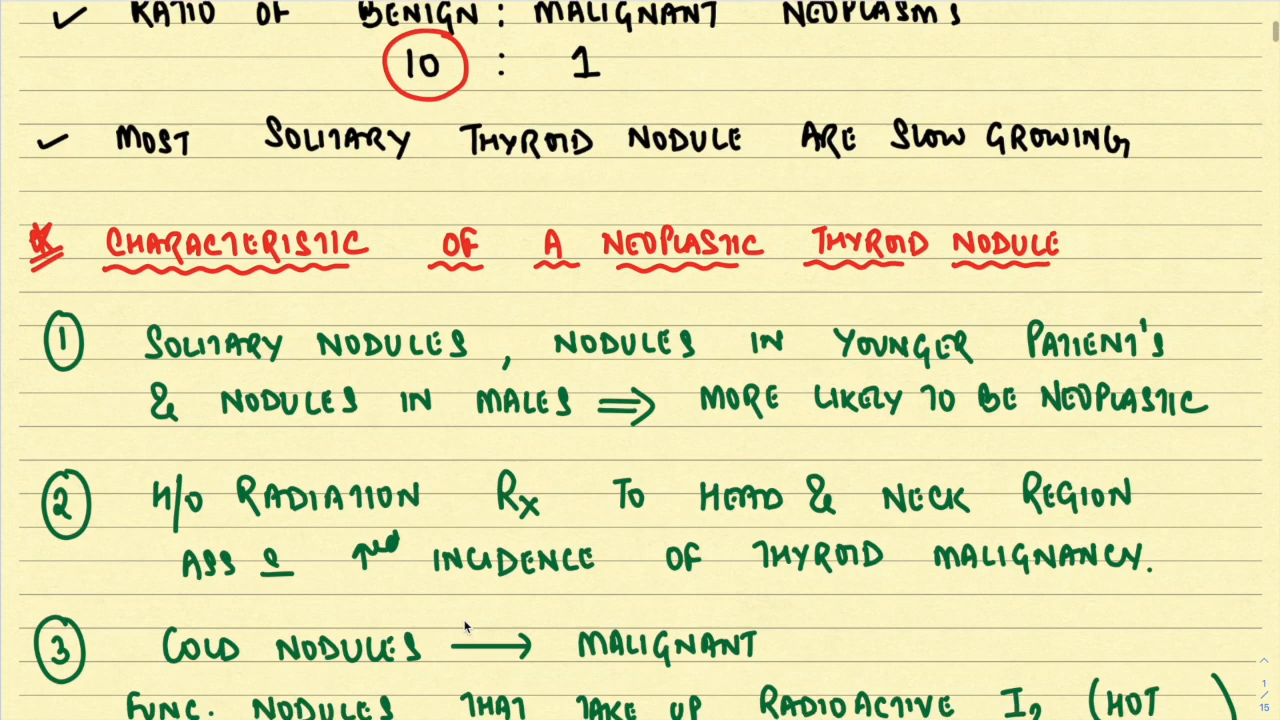 ✓ RATIO OF BENIGN : MALIGNANT NEOPLASMS
10 : 1
✓ MOST SOLITARY THYROID NODULE ARE SLOW GROWING
* CHARACTERISTIC OF A NEOPLASTIC THYROID NODULE
① SOLITARY NODULES, NODULES IN YOUNGER PATIENT'S
& NODULES IN MALES ⇒ MORE LIKELY TO BE NEOPLASTIC
② H/O RADIATION Rx TO HEAD & NECK REGION
ASS c̄ ↑sed INCIDENCE OF THYROID MALIGNANCY.
③ COLD NODULES → MALIGNANT
FUNC. NODULES THAT TAKE UP RADIOACTIVE I₂ (HOT )
1
/
15